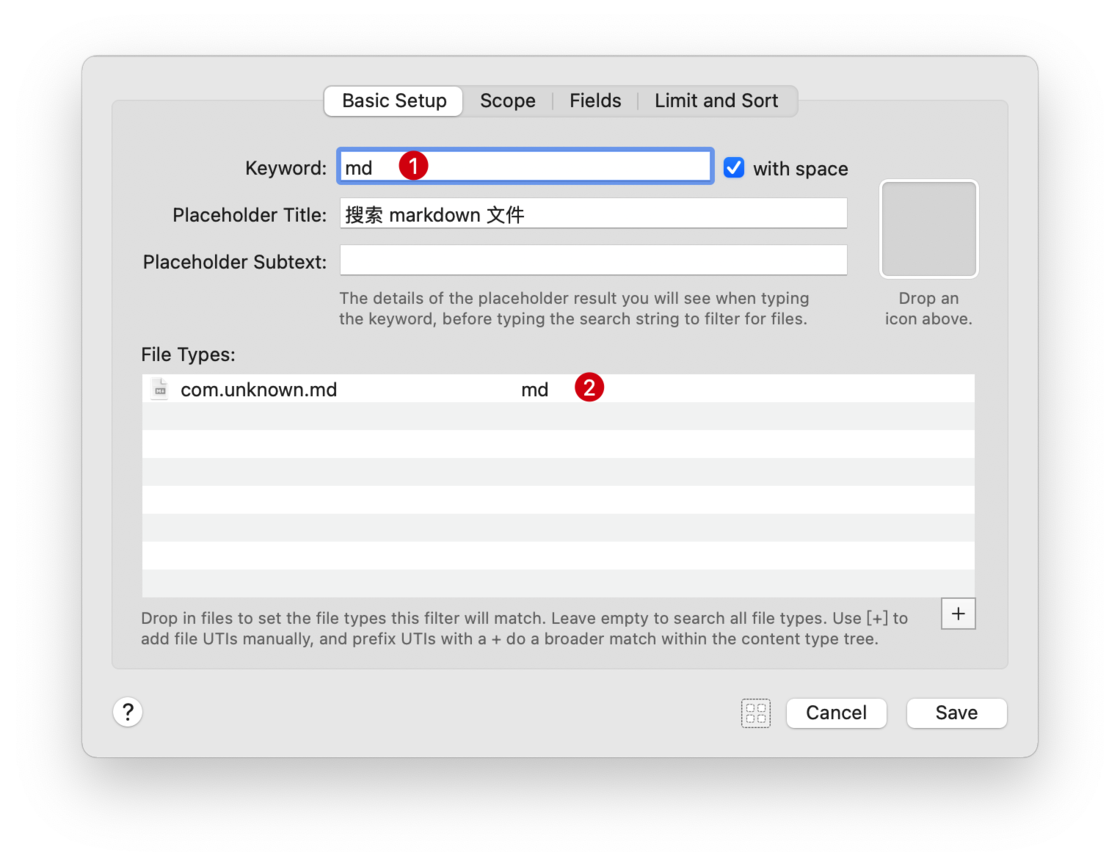 Basic Setup Scope Fields Limit and Sort
Keyword: md 1 with space
Placeholder Title: 搜索 markdown 文件
Placeholder Subtext:
The details of the placeholder result you will see when typing
the keyword, before typing the search string to filter for files.
Drop an
icon above.
File Types:
com.unknown.md md 2
Drop in files to set the file types this filter will match. Leave empty to search all file types. Use [+] to
add file UTIs manually, and prefix UTIs with a + do a broader match within the content type tree.
+
? Cancel Save